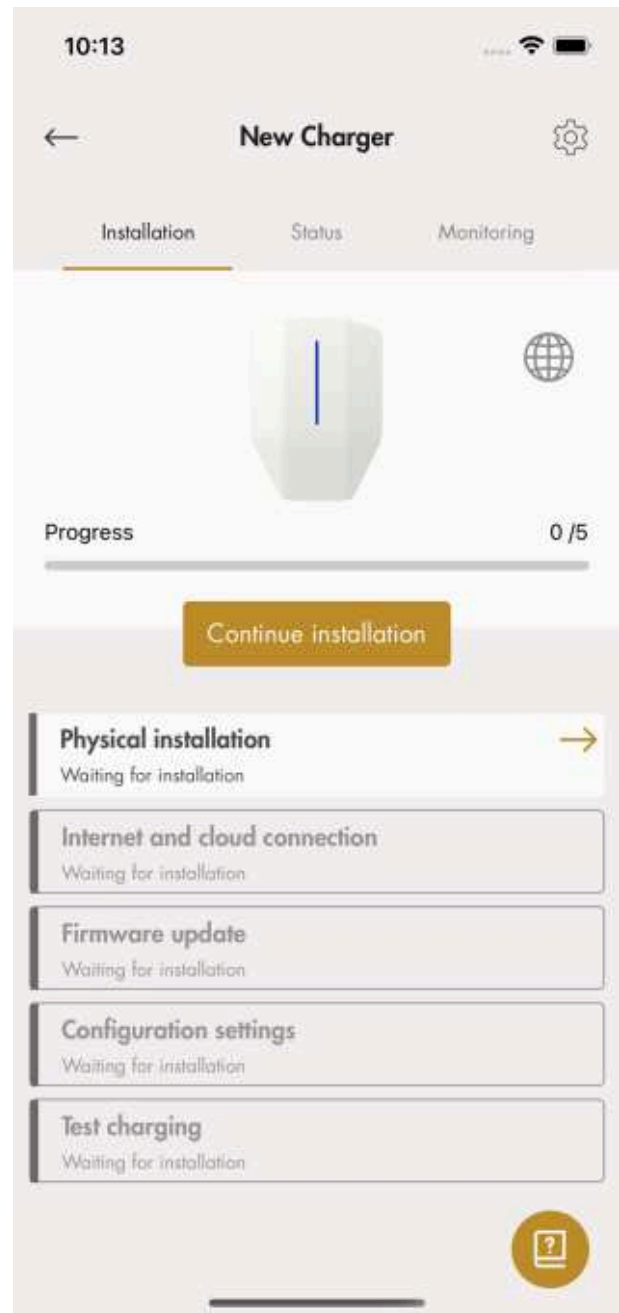 10:13
New Charger
Installation Status Monitoring
Progress 0 /5
Continue installation
Physical installation
Waiting for installation
Internet and cloud connection
Waiting for installation
Firmware update
Waiting for installation
Configuration settings
Waiting for installation
Test charging
Waiting for installation
?